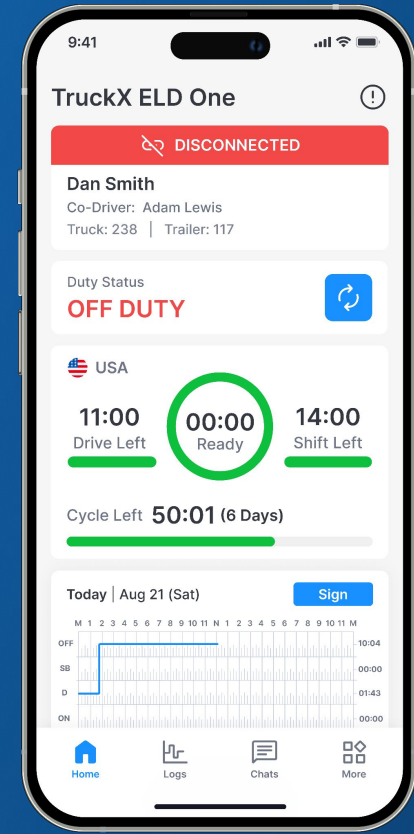 9:41
TruckX ELD One
DISCONNECTED
Dan Smith
Co-Driver: Adam Lewis
Truck: 238 | Trailer: 117
Duty Status
OFF DUTY
USA
11:00 00:00 14:00
Drive Left Ready Shift Left
Cycle Left 50:01 (6 Days)
Today | Aug 21 (Sat) Sign
M 1 2 3 4 5 6 7 8 9 10 11 N 1 2 3 4 5 6 7 8 9 10 11 M
OFF 10:04
SB 00:00
D 01:43
ON 00:00
Home Logs Chats More